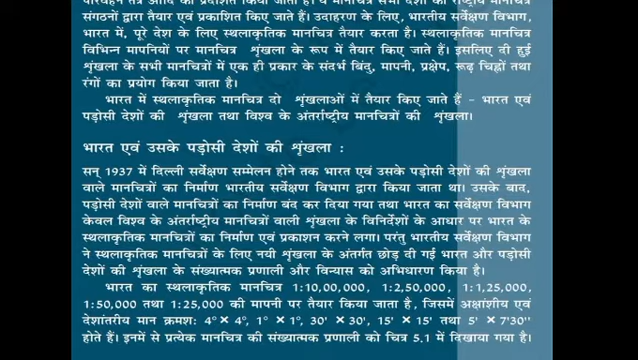 परिवहन तंत्र आदि को प्रदर्शित किया जाता है। ये मानचित्र सभी देशों की राष्ट्रीय मानचित्र
संगठनों द्वारा तैयार एवं प्रकाशित किए जाते हैं। उदाहरण के लिए, भारतीय सर्वेक्षण विभाग,
भारत में, पूरे देश के लिए स्थलाकृतिक मानचित्र तैयार करता है। स्थलाकृतिक मानचित्र
विभिन्न मापनियों पर मानचित्र शृंखला के रूप में तैयार किए जाते हैं। इसलिए दी हुई
शृंखला के सभी मानचित्रों में एक ही प्रकार के संदर्भ बिंदु, मापनी, प्रक्षेप, रूढ़ चिह्नों तथा
रंगों का प्रयोग किया जाता है।
भारत में स्थलाकृतिक मानचित्र दो शृंखलाओं में तैयार किए जाते हैं - भारत एवं
पड़ोसी देशों की शृंखला तथा विश्व के अंतर्राष्ट्रीय मानचित्रों की शृंखला।
भारत एवं उसके पड़ोसी देशों की शृंखला :
सन् 1937 में दिल्ली सर्वेक्षण सम्मेलन होने तक भारत एवं उसके पड़ोसी देशों की शृंखला
वाले मानचित्रों का निर्माण भारतीय सर्वेक्षण विभाग द्वारा किया जाता था। उसके बाद,
पड़ोसी देशों वाले मानचित्रों का निर्माण बंद कर दिया गया तथा भारत का सर्वेक्षण विभाग
केवल विश्व के अंतर्राष्ट्रीय मानचित्रों वाली शृंखला के विनिर्देशों के आधार पर भारत के
स्थलाकृतिक मानचित्रों का निर्माण एवं प्रकाशन करने लगा। परंतु भारतीय सर्वेक्षण विभाग
ने स्थलाकृतिक मानचित्रों के लिए नयी शृंखला के अंतर्गत छोड़ दी गई भारत और पड़ोसी
देशों की शृंखला के संख्यात्मक प्रणाली और विन्यास को अभिधारण किया है।
भारत का स्थलाकृतिक मानचित्र 1:10,00,000, 1:2,50,000, 1:1,25,000,
1:50,000 तथा 1:25,000 की मापनी पर तैयार किया जाता है, जिसमें अक्षांशीय एवं
देशांतरीय मान क्रमशः 4° × 4°, 1° × 1°, 30' × 30', 15' × 15' तथा 5' × 7'30"
होते हैं। इनमें से प्रत्येक मानचित्र की संख्यात्मक प्रणाली को चित्र 5.1 में दिखाया गया है।